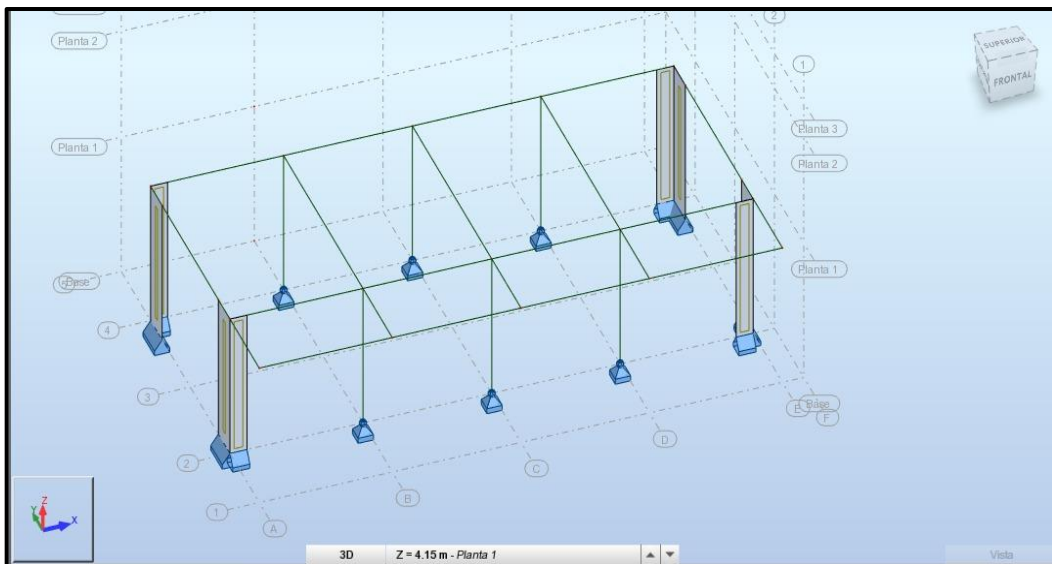 2
Planta 2
SUPERIOR
FRONTAL
1
Planta 1
Planta 3
Planta 2
Base
Planta 1
4
3
E
Base
F
2
D
C
B
1
A
Z
Y
X
3D
Z = 4.15 m - Planta 1
Vista